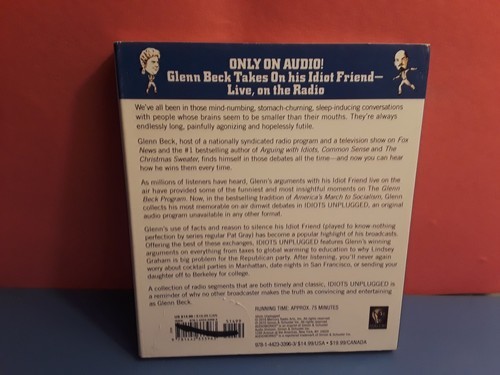 ONLY ON AUDIO!
Glenn Beck Takes On his Idiot Friend—
Live, on the Radio
We've all been in those mind-numbing, stomach-churning, sleep-inducing conversations
with people whose brains seem to be smaller than their mouths. They're always
endlessly long, painfully agonizing and hopelessly futile.
Glenn Beck, host of a nationally syndicated radio program and a television show on Fox
News and the #1 bestselling author of Arguing with Idiots, Common Sense and The
Christmas Sweater, finds himself in those debates all the time—and now you can hear
how he wins them every time.
As millions of listeners have heard, Glenn's arguments with his Idiot Friend live on
the air have provided some of the funniest and most insightful moments on The Glenn
Beck Program. Now, in the bestselling tradition of America's March to Socialism, Glenn
collects his most memorable on air dimwit debates in IDIOTS UNPLUGGED, an original
audio program unavailable in any other format.
Glenn's use of facts and reason to silence his Idiot Friend (played to know-nothing
perfection by series regular Pat Gray) has become a popular highlight of his broadcasts.
Offering the best of these exchanges, IDIOTS UNPLUGGED features Glenn's winning
arguments on everything from taxes to global warming to education to why Lindsey
Graham is big problem for the Republican party. After listening, you'll never again
worry about cocktail parties in Manhattan, date nights in San Francisco, or sending your
daughter off to Berkeley for college.
A collection of radio segments that are both timely and classic, IDIOTS UNPLUGGED is
a reminder of why no other broadcaster makes the truth as convincing and entertaining
as Glenn Beck.
RUNNING TIME: APPROX. 75 MINUTES
978-1-4423-3396-3/ $14.99/USA • $19.99/CANADA